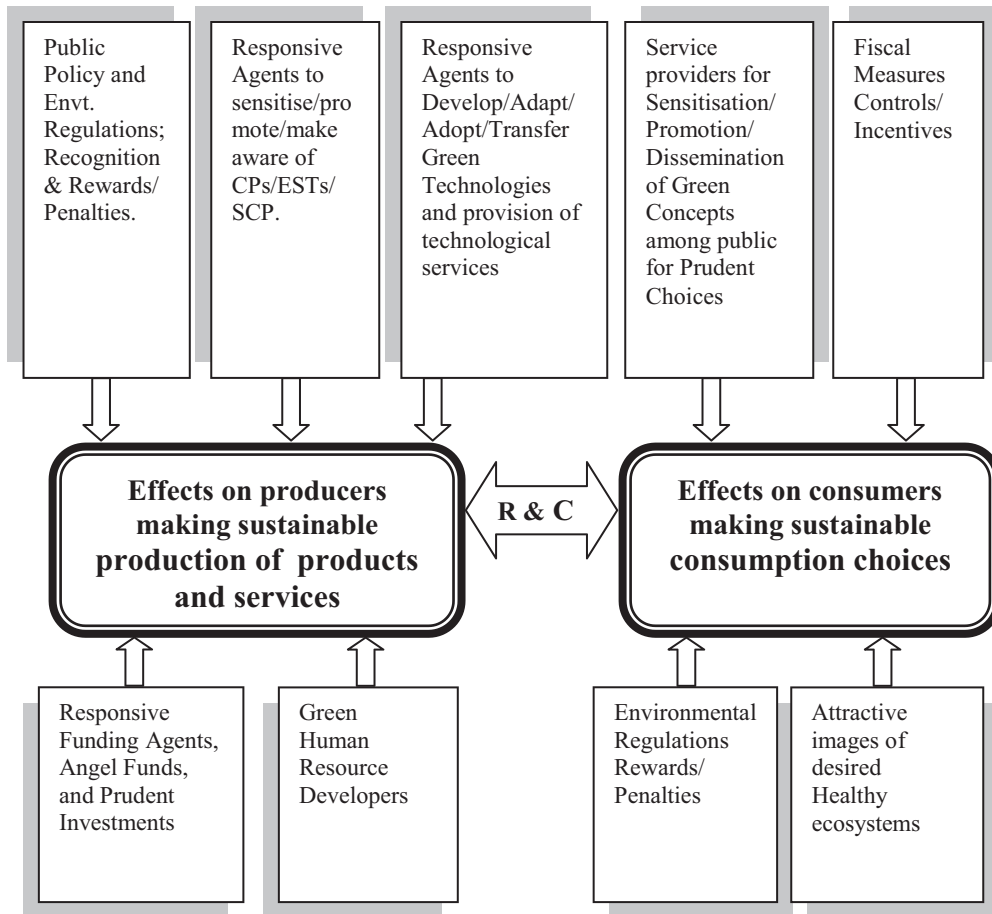 Public
Policy and
Envt.
Regulations;
Recognition
& Rewards/
Penalties.
Responsive
Agents to
sensitise/pro
mote/make
aware of
CPs/ESTs/
SCP.
Responsive
Agents to
Develop/Adapt/
Adopt/Transfer
Green
Technologies
and provision of
technological
services
Service
providers for
Sensitisation/
Promotion/
Dissemination
of Green
Concepts
among public
for Prudent
Choices
Fiscal
Measures
Controls/
Incentives
Effects on producers
making sustainable
production of products
and services
R & C
Effects on consumers
making sustainable
consumption choices
Responsive
Funding Agents,
Angel Funds,
and Prudent
Investments
Green
Human
Resource
Developers
Environmental
Regulations
Rewards/
Penalties
Attractive
images of
desired
Healthy
ecosystems